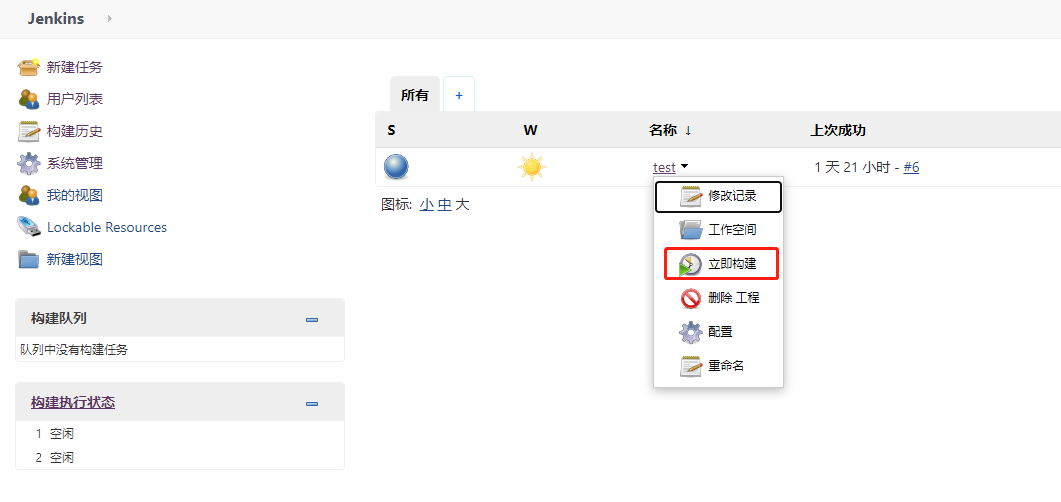 Jenkins
新建任务
用户列表
构建历史
系统管理
我的视图
Lockable Resources
新建视图
构建队列
队列中没有构建任务
构建执行状态
1 空闲
2 空闲
所有 +
S W 名称 ↓ 上次成功
test 1 天 21 小时 - #6
图标: 小 中 大
修改记录
工作空间
立即构建
删除 工程
配置
重命名